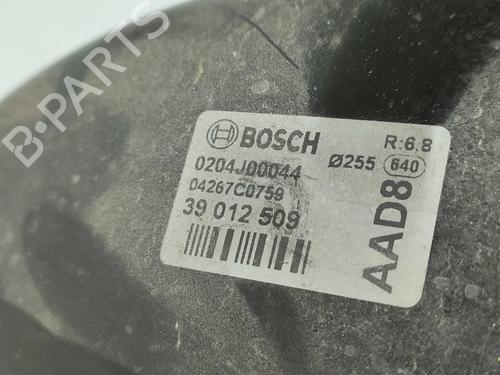 B-PARTS
BOSCH
R:6.8
0204J00044
Ø255 640
04267C0759
39 012 509
AAD8